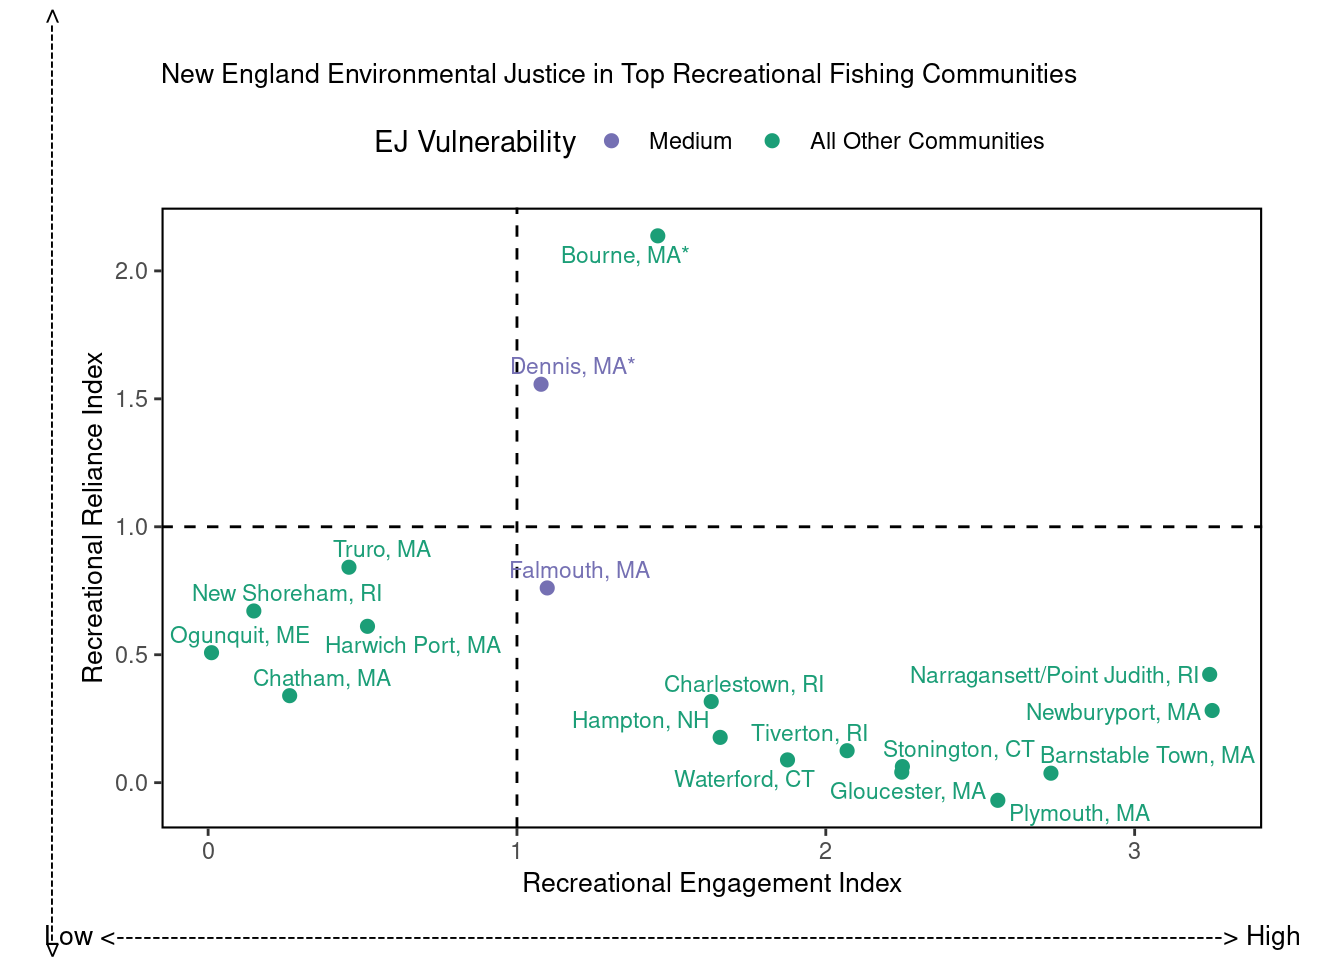 New England Environmental Justice in Top Recreational Fishing Communities
EJ Vulnerability Medium All Other Communities
Recreational Reliance Index
2.0
1.5
1.0
0.5
0.0
Bourne, MA*
Dennis, MA*
Truro, MA
Falmouth, MA
New Shoreham, RI
Ogunquit, ME
Harwich Port, MA
Chatham, MA
Charlestown, RI
Narragansett/Point Judith, RI
Hampton, NH
Newburyport, MA
Tiverton, RI
Stonington, CT
Barnstable Town, MA
Waterford, CT
Gloucester, MA
Plymouth, MA
0 1 2 3
Recreational Engagement Index
Low <-----------------------------------------------------------------------------------------------> High